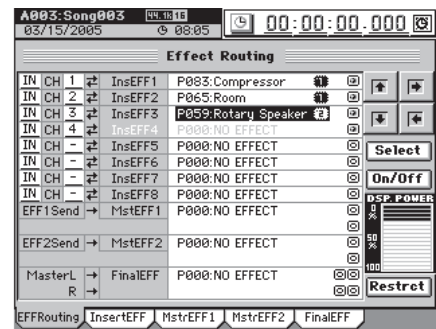 A003:Song003 44.1k 16 00:00:00.000
03/15/2005 08:05
Effect Routing
IN CH 1 ⇄ InsEFF1 P083:Compressor 1
IN CH 2 ⇄ InsEFF2 P065:Room
IN CH 3 ⇄ InsEFF3 P059:Rotary Speaker 2
IN CH 4 ⇄ InsEFF4 P000:NO EFFECT
IN CH - ⇄ InsEFF5 P000:NO EFFECT Select
IN CH - ⇄ InsEFF6 P000:NO EFFECT
IN CH - ⇄ InsEFF7 P000:NO EFFECT On/Off
IN CH - ⇄ InsEFF8 P000:NO EFFECT DSP POWER
EFF1Send → MstEFF1 P000:NO EFFECT 0 %
EFF2Send → MstEFF2 P000:NO EFFECT 50 %
100
MasterL → FinalEFF P000:NO EFFECT
R → Restrct
EFFRouting InsertEFF MstrEFF1 MstrEFF2 FinalEFF